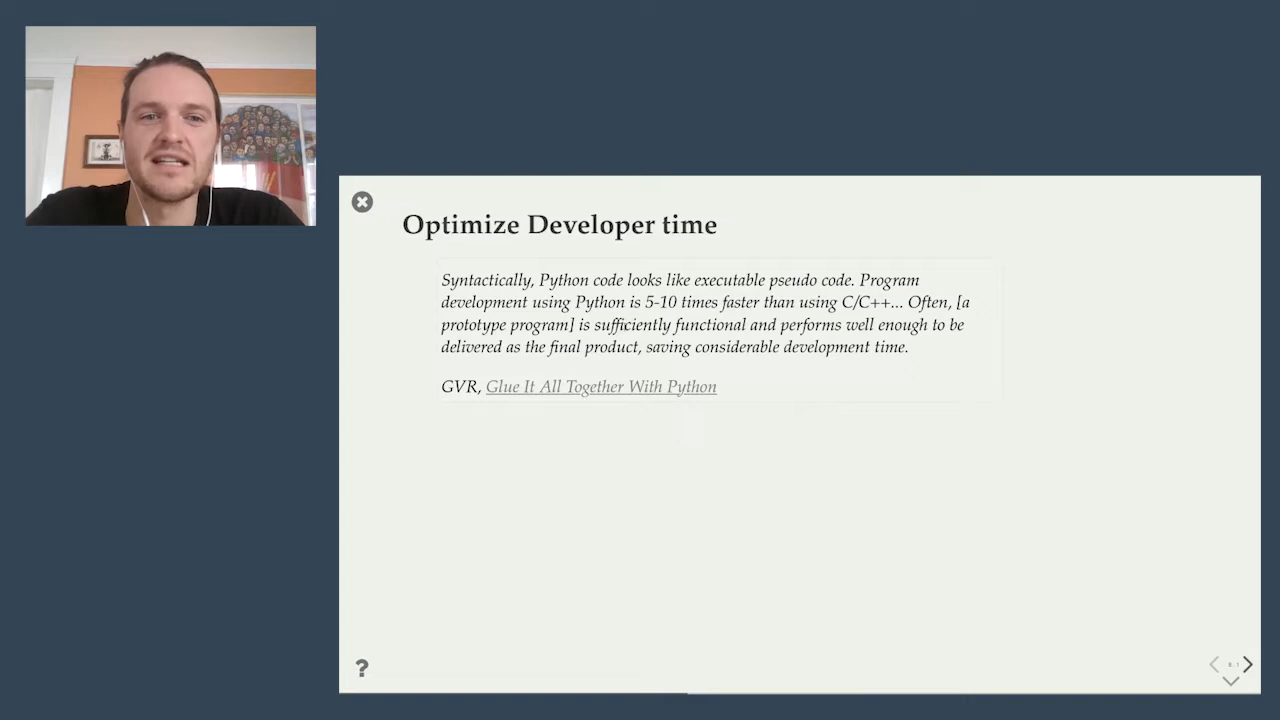 Optimize Developer time
Syntactically, Python code looks like executable pseudo code. Program
development using Python is 5-10 times faster than using C/C++... Often, [a
prototype program] is sufficiently functional and performs well enough to be
delivered as the final product, saving considerable development time.
GVR, Glue It All Together With Python
?